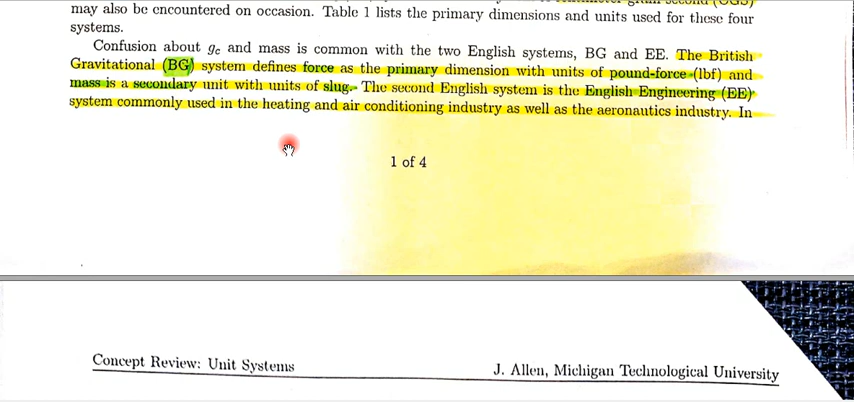 may also be encountered on occasion. Table 1 lists the primary dimensions and units used for these four
systems.
Confusion about gc and mass is common with the two English systems, BG and EE. The British
Gravitational (BG) system defines force as the primary dimension with units of pound-force (lbf) and
mass is a secondary unit with units of slug. The second English system is the English Engineering (EE)
system commonly used in the heating and air conditioning industry as well as the aeronautics industry. In
1 of 4
Concept Review: Unit Systems
J. Allen, Michigan Technological University